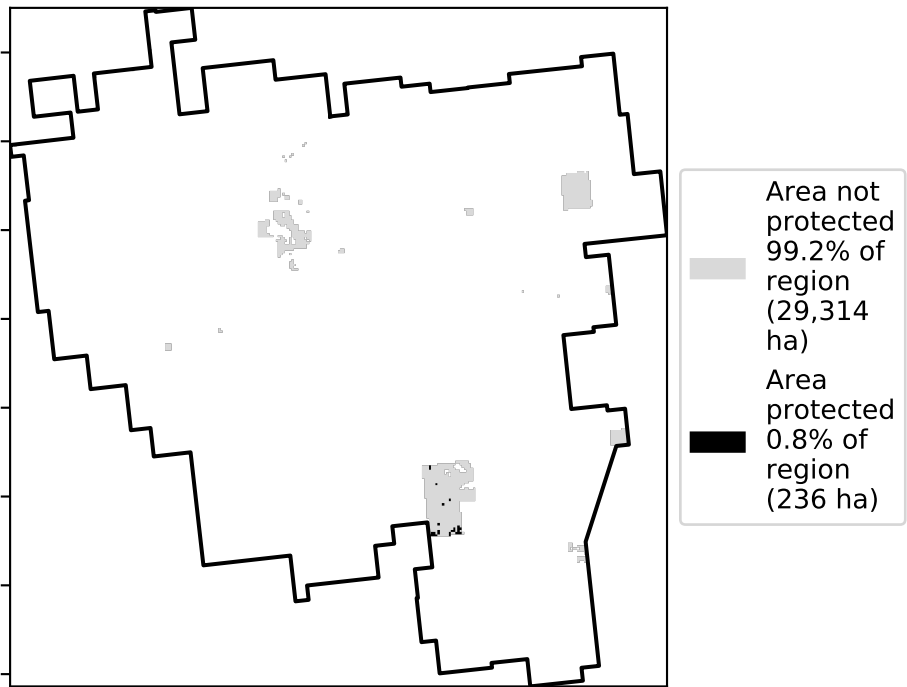 Area not
protected
99.2% of
region
(29,314
ha)
Area
protected
0.8% of
region
(236 ha)